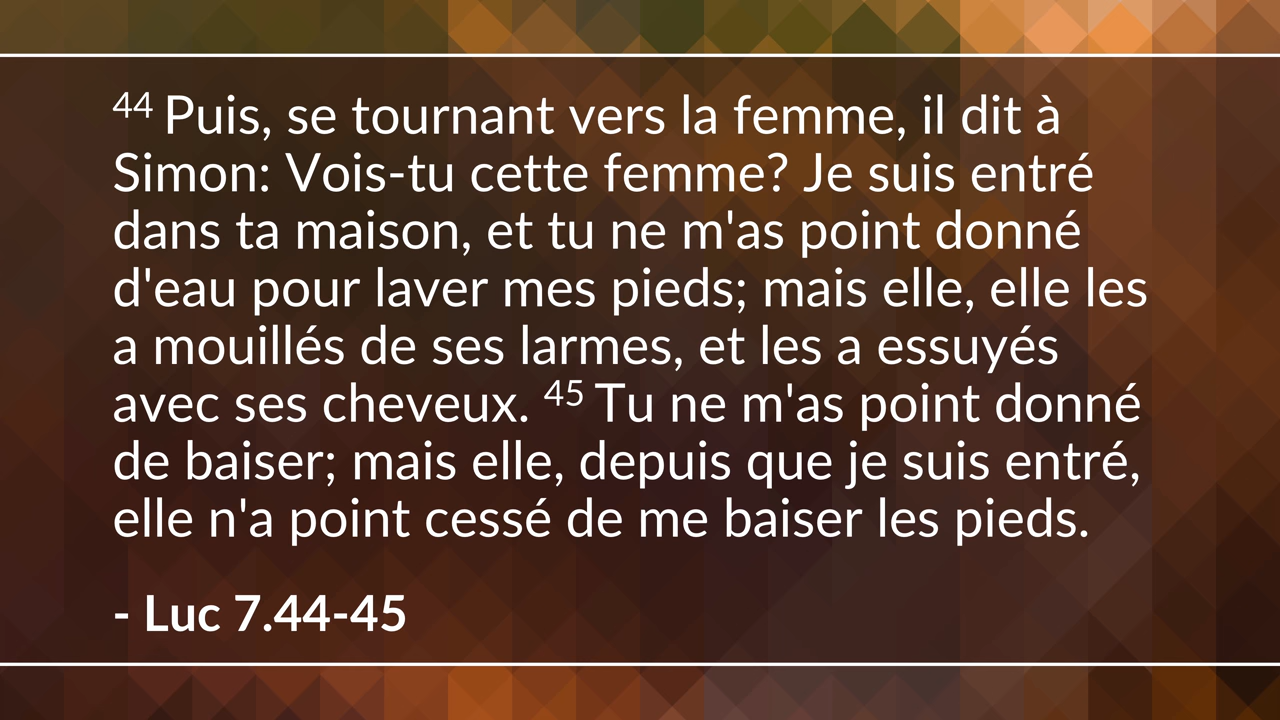 44 Puis, se tournant vers la femme, il dit à
Simon: Vois-tu cette femme? Je suis entré
dans ta maison, et tu ne m'as point donné
d'eau pour laver mes pieds; mais elle, elle les
a mouillés de ses larmes, et les a essuyés
avec ses cheveux. 45 Tu ne m'as point donné
de baiser; mais elle, depuis que je suis entré,
elle n'a point cessé de me baiser les pieds.
- Luc 7.44-45